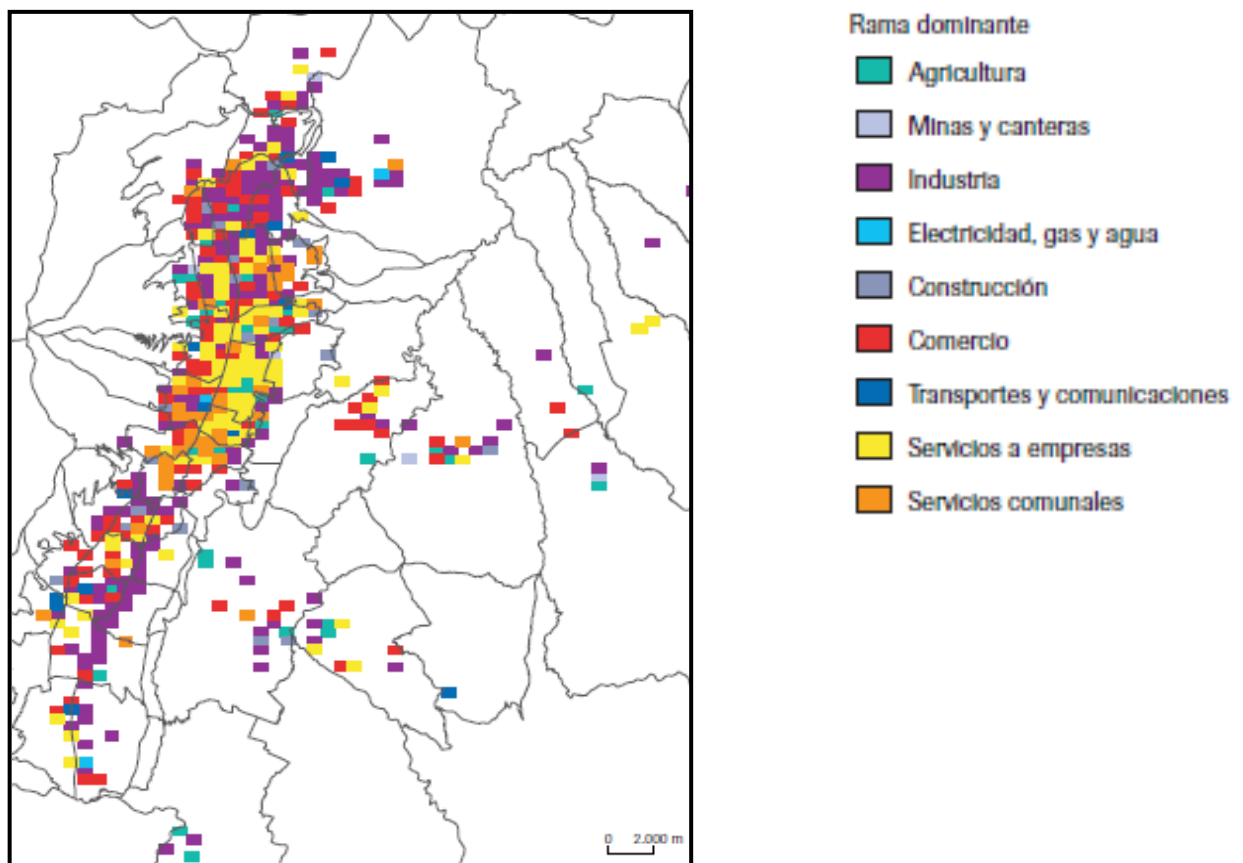 Rama dominante
Agricultura
Minas y canteras
Industria
Electricidad, gas y agua
Construcción
Comercio
Transportes y comunicaciones
Servicios a empresas
Servicios comunales
0 2.000 m